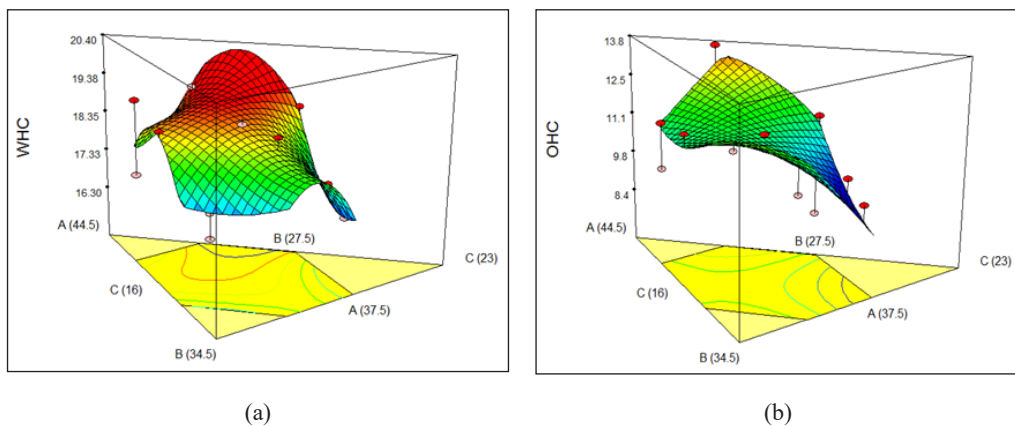 20.40
19.38
18.35
17.33
16.30
WHC
A (44.5)
B (27.5)
C (23)
C (16)
A (37.5)
B (34.5)
(a)
13.8
12.5
11.1
9.8
8.4
OHC
A (44.5)
B (27.5)
C (23)
C (16)
A (37.5)
B (34.5)
(b)